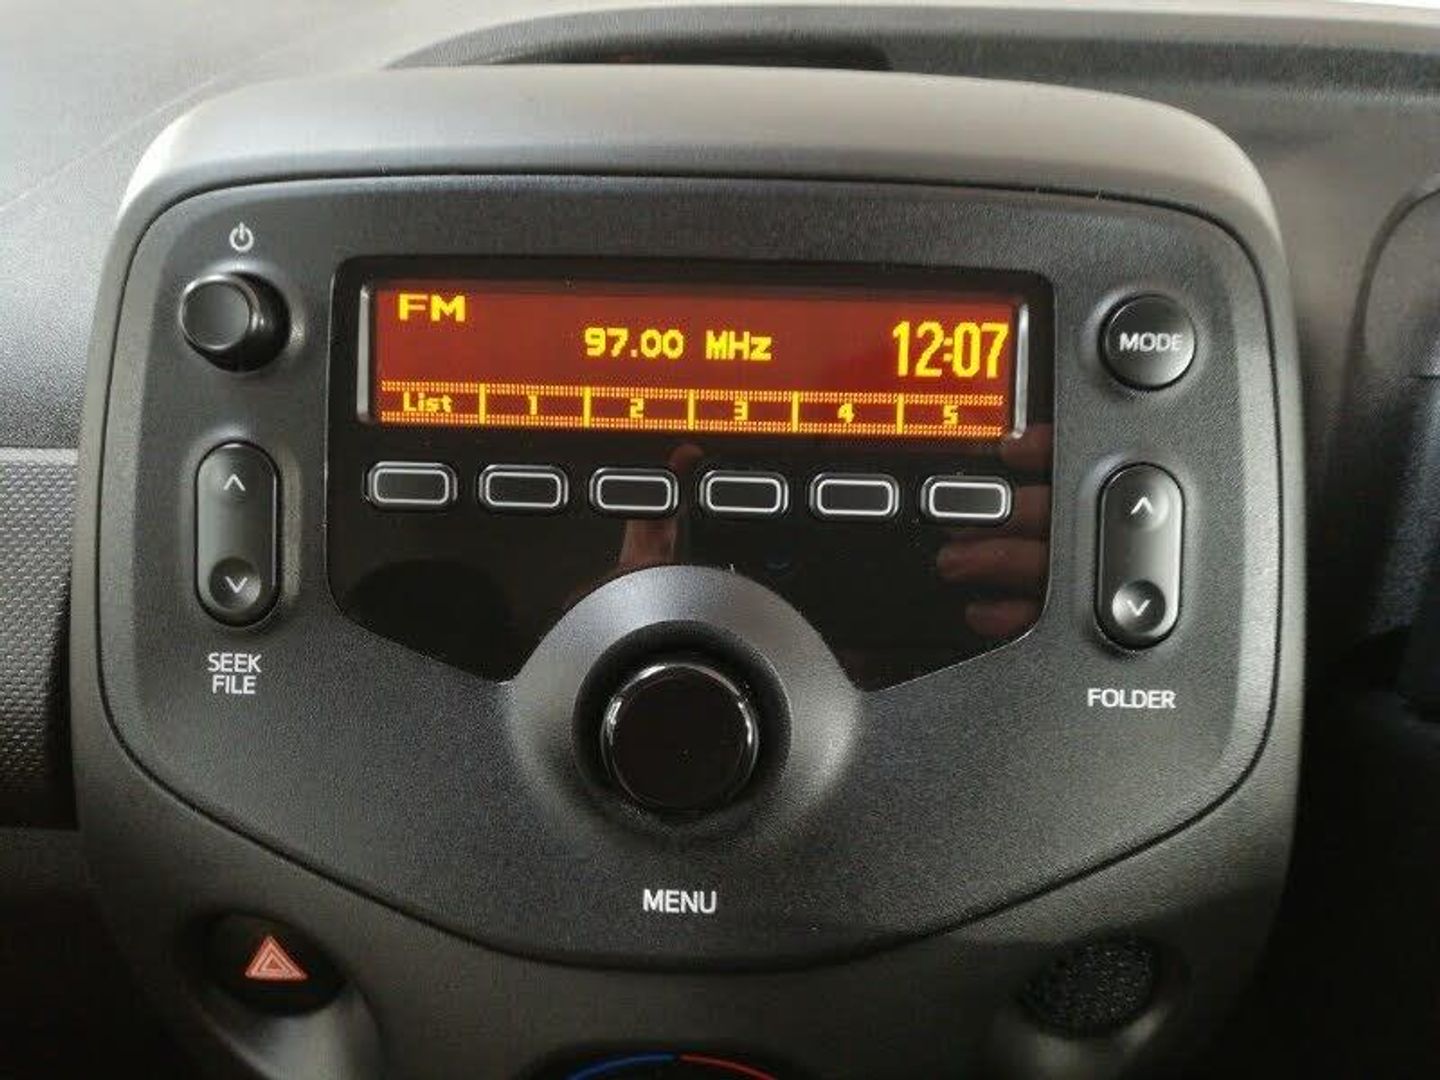 FM
97.00 MHz
12:07
List 1 2 3 4 5
MODE
SEEK
FILE
FOLDER
MENU